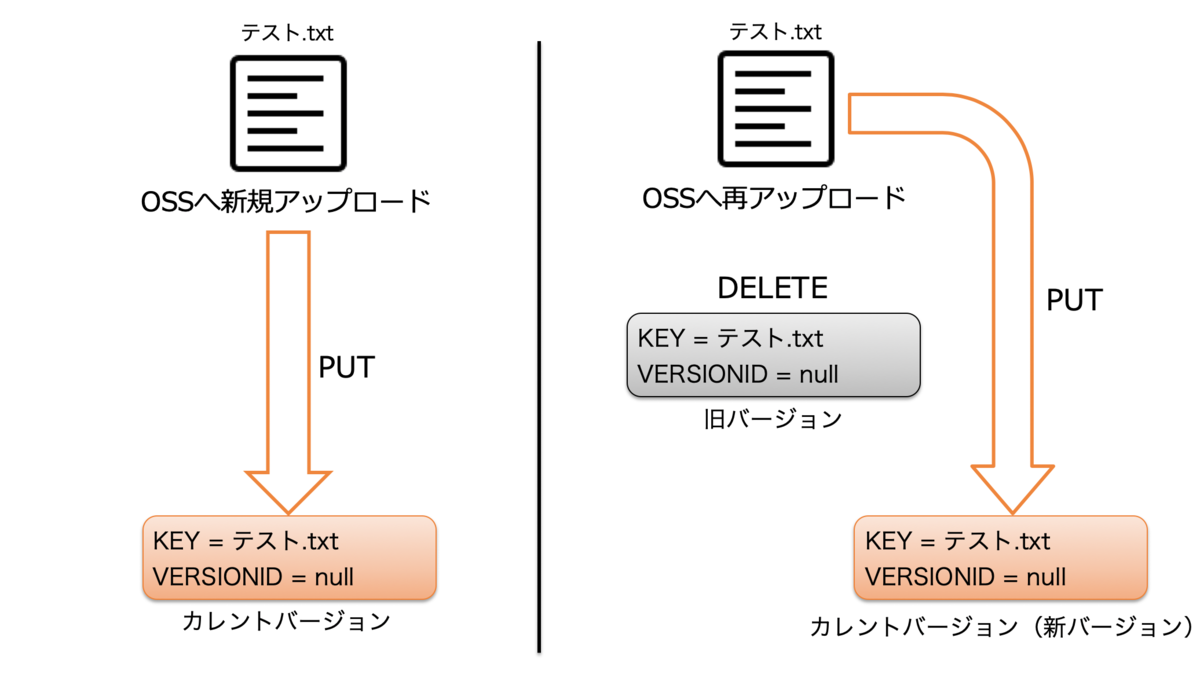 テスト.txt
OSSへ新規アップロード
PUT
KEY = テスト.txt
VERSIONID = null
カレントバージョン
テスト.txt
OSSへ再アップロード
DELETE
KEY = テスト.txt
VERSIONID = null
旧バージョン
PUT
KEY = テスト.txt
VERSIONID = null
カレントバージョン（新バージョン）